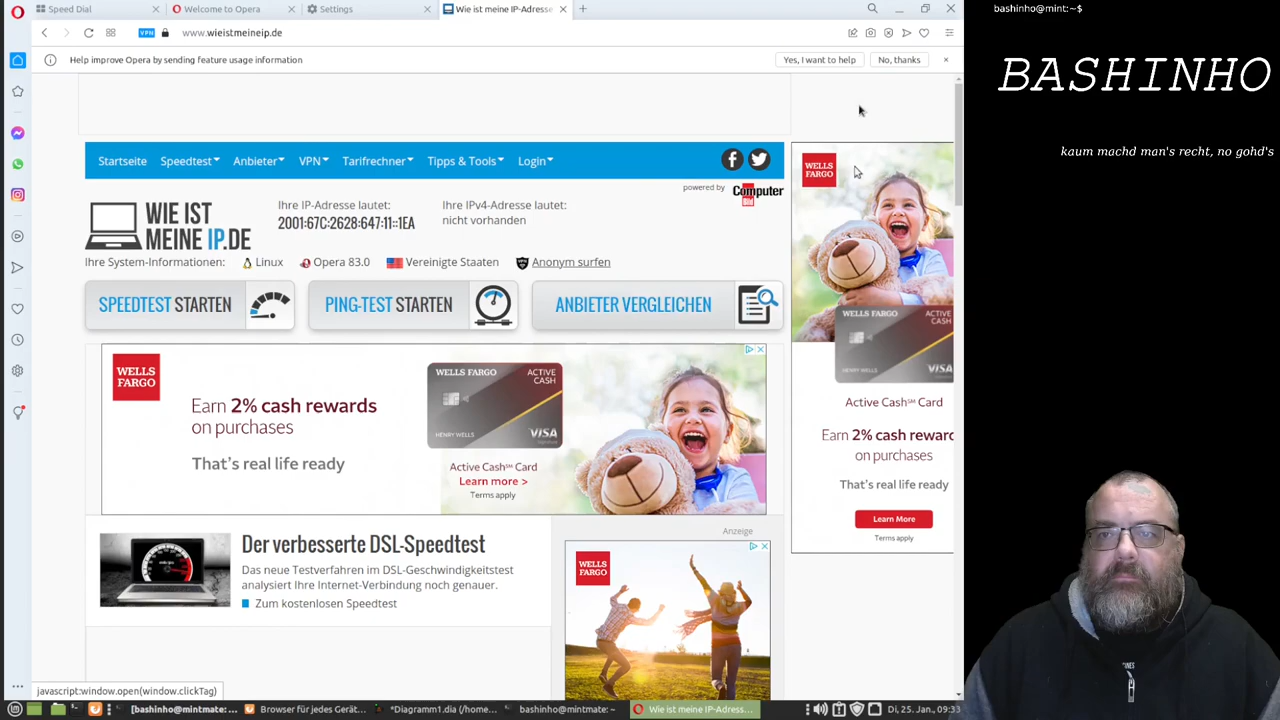 Speed Dial
Welcome to Opera
Settings
Wie ist meine IP-Adresse
VPN
www.wieistmeineip.de
Help improve Opera by sending feature usage information
Yes, I want to help
No, thanks
Startseite
Speedtest
Anbieter
VPN
Tarifrechner
Tipps & Tools
Login
powered by
Computer
Bild
WIE IST
MEINE IP.DE
Ihre IP-Adresse lautet:
2001:67C:2628:647:11::1EA
Ihre IPv4-Adresse lautet:
nicht vorhanden
Ihre System-Informationen:
Linux
Opera 83.0
Vereinigte Staaten
Anonym surfen
SPEEDTEST STARTEN
PING-TEST STARTEN
ANBIETER VERGLEICHEN
WELLS
FARGO
Earn 2% cash rewards
on purchases
That's real life ready
WELLS FARGO
ACTIVE
CASH
HENRY WELLS
VISA
Active Cash℠ Card
Learn more >
Terms apply
WELLS
FARGO
WELLS FARGO
ACTIVE
CASH
HENRY WELLS
VISA
Active Cash℠ Card
Earn 2% cash rewarc
on purchases
That's real life ready
Learn More
Terms apply
Der verbesserte DSL-Speedtest
Das neue Testverfahren im DSL-Geschwindigkeitstest
analysiert Ihre Internet-Verbindung noch genauer.
Zum kostenlosen Speedtest
Anzeige
WELLS
FARGO
javascript:window.open(window.clickTag)
[bashinho@mintmate: ...
Browser für jedes Gerät...
*Diagramm1.dia (/home...
bashinho@mintmate: ~
Wie ist meine IP-Adress...
Di, 25. Jan., 09:33
bashinho@mint:~$
BASHINHO
kaum machd man's recht, no gohd's